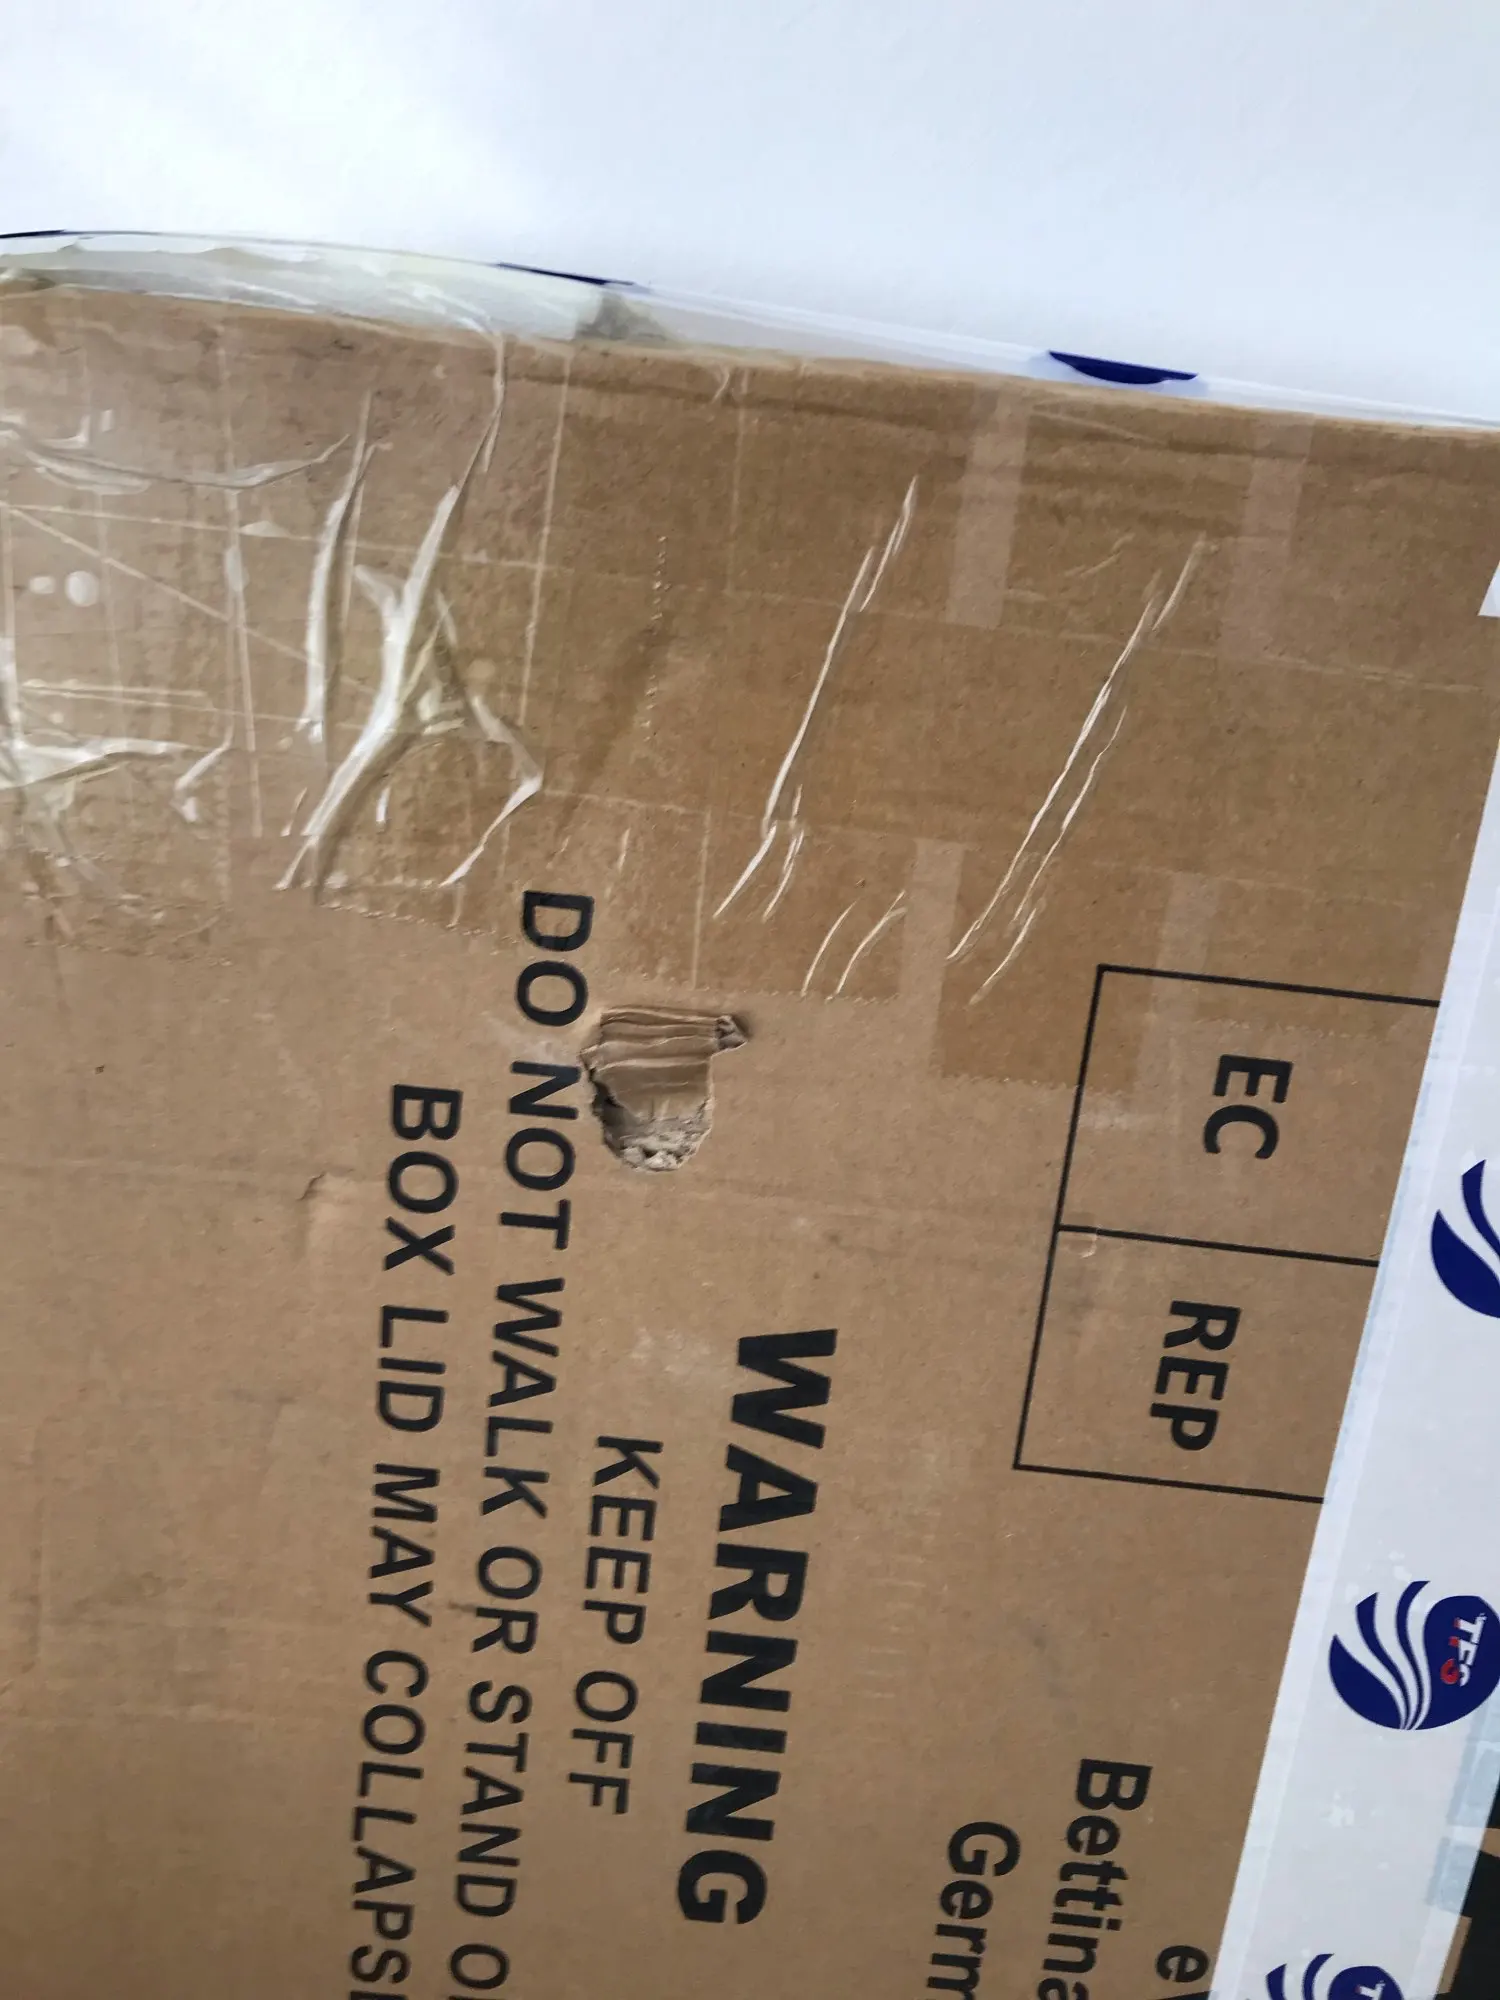 EC REP
Bettina
Germ
WARNING
KEEP OFF
DO NOT WALK OR STAND O
BOX LID MAY COLLAPS
TFS